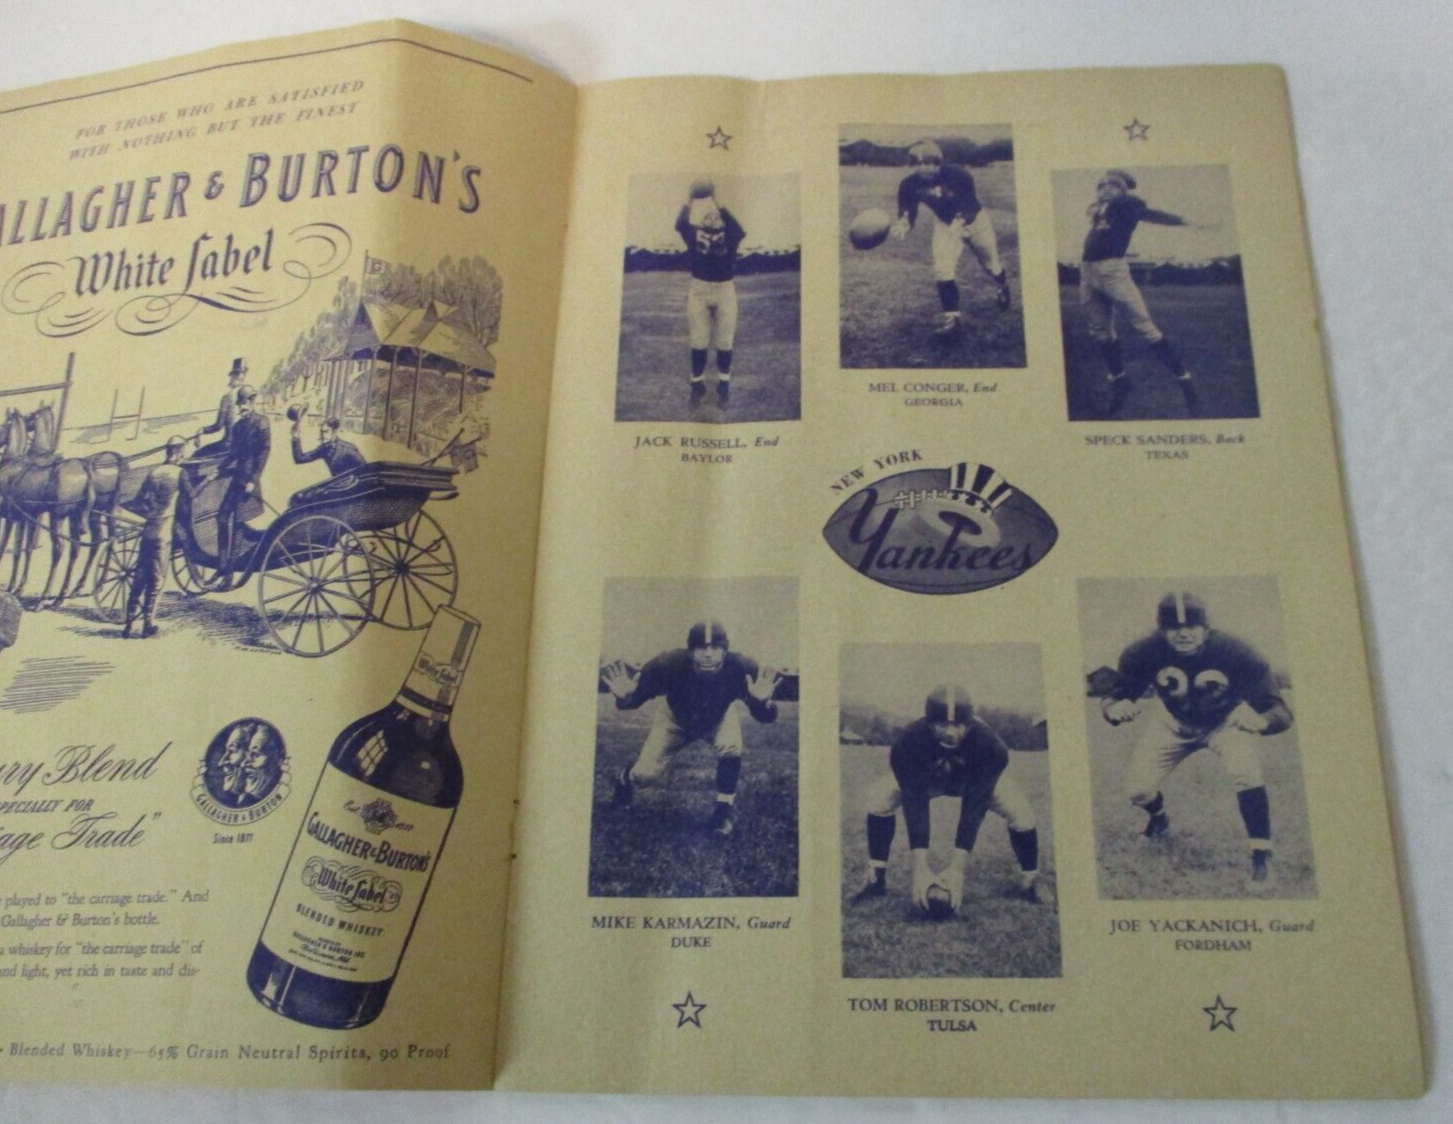 FOR THOSE WHO ARE SATISFIED
WITH NOTHING BUT THE FINEST
ALLAGHER & BURTON'S
White Label
G
Blend
SPECIALLY FOR
Trade"
GALLAGHER & BURTON
Since 1877
played to "the carriage trade." And
Gallagher & Burton's bottle.
a whiskey for "the carriage trade" of
and light, yet rich in taste and dis-
Blended Whiskey—65% Grain Neutral Spirits, 90 Proof
White Label
GALLAGHER & BURTON'S
White Label
BLENDED WHISKEY
52
JACK RUSSELL, End
BAYLOR
MEL CONGER, End
GEORGIA
SPECK SANDERS, Back
TEXAS
NEW YORK
Yankees
MIKE KARMAZIN, Guard
DUKE
TOM ROBERTSON, Center
TULSA
JOE YACKANICH, Guard
FORDHAM